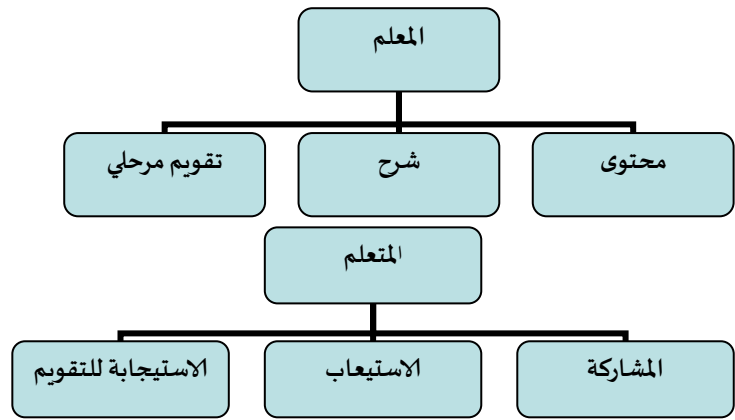 المعلم
محتوى
شرح
تقويم مرحلي
المتعلم
المشاركة
الاستيعاب
الاستيجابة للتقويم